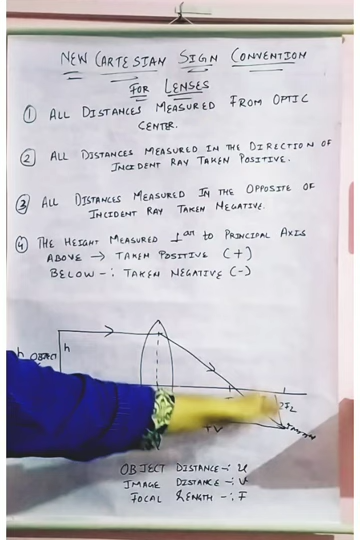 NEW CARTESIAN SIGN CONVENTION
FOR LENSES
① ALL DISTANCES MEASURED FROM OPTIC
CENTER.
② ALL DISTANCES MEASURED IN THE DIRECTION OF
INCIDENT RAY TAKEN POSITIVE.
③ ALL DISTANCES MEASURED IN THE OPPOSITE OF
INCIDENT RAY TAKEN NEGATIVE.
④ THE HEIGHT MEASURED ⊥ar TO PRINCIPAL AXIS
ABOVE → TAKEN POSITIVE (+)
BELOW -: TAKEN NEGATIVE (-)
h OBJECT h
2F2
+V
OBJECT DISTANCE -: u
IMAGE DISTANCE -: v
FOCAL LENGTH -: F